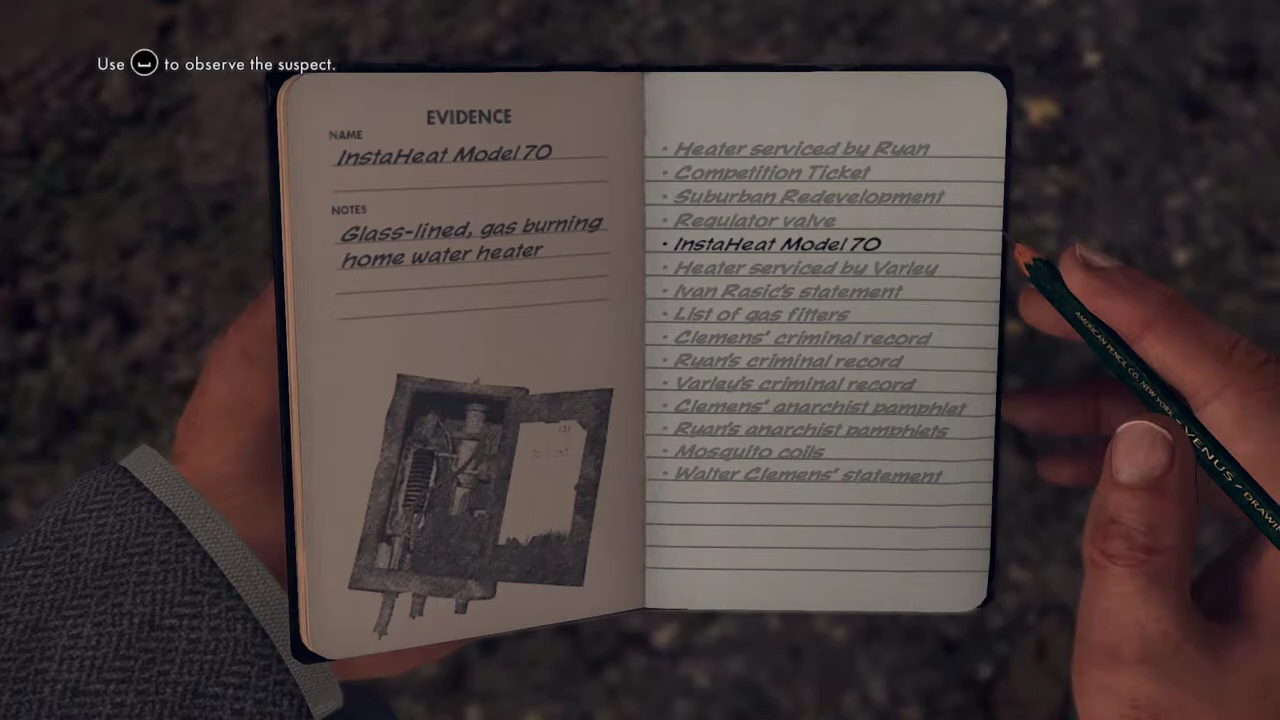 Use to observe the suspect.
EVIDENCE
NAME
InstaHeat Model 70
NOTES
Glass-lined, gas burning
home water heater
• Heater serviced by Ryan
• Competition Ticket
• Suburban Redevelopment
• Regulator valve
• InstaHeat Model 70
• Heater serviced by Varley
• Ivan Rasic's statement
• List of gas fitters
• Clemens' criminal record
• Ryan's criminal record
• Varley's criminal record
• Clemens' anarchist pamphlet
• Ryan's anarchist pamphlets
• Mosquito coils
• Walter Clemens' statement
AMERICAN PENCIL CO. NEW YORK VENUS / DRAWIN